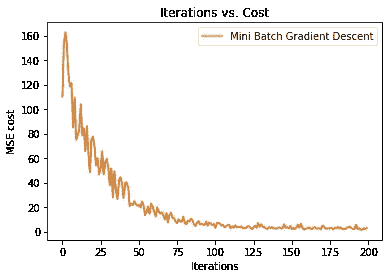 Iterations vs. Cost
Mini Batch Gradient Descent
MSE cost
160
140
120
100
80
60
40
20
0
0 25 50 75 100 125 150 175 200
Iterations